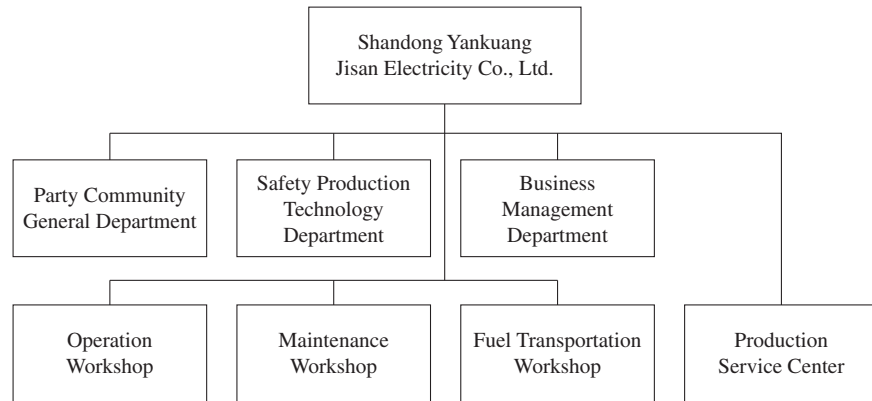 Shandong Yankuang
Jisan Electricity Co., Ltd.
Party Community
General Department
Safety Production
Technology
Department
Business
Management
Department
Operation
Workshop
Maintenance
Workshop
Fuel Transportation
Workshop
Production
Service Center